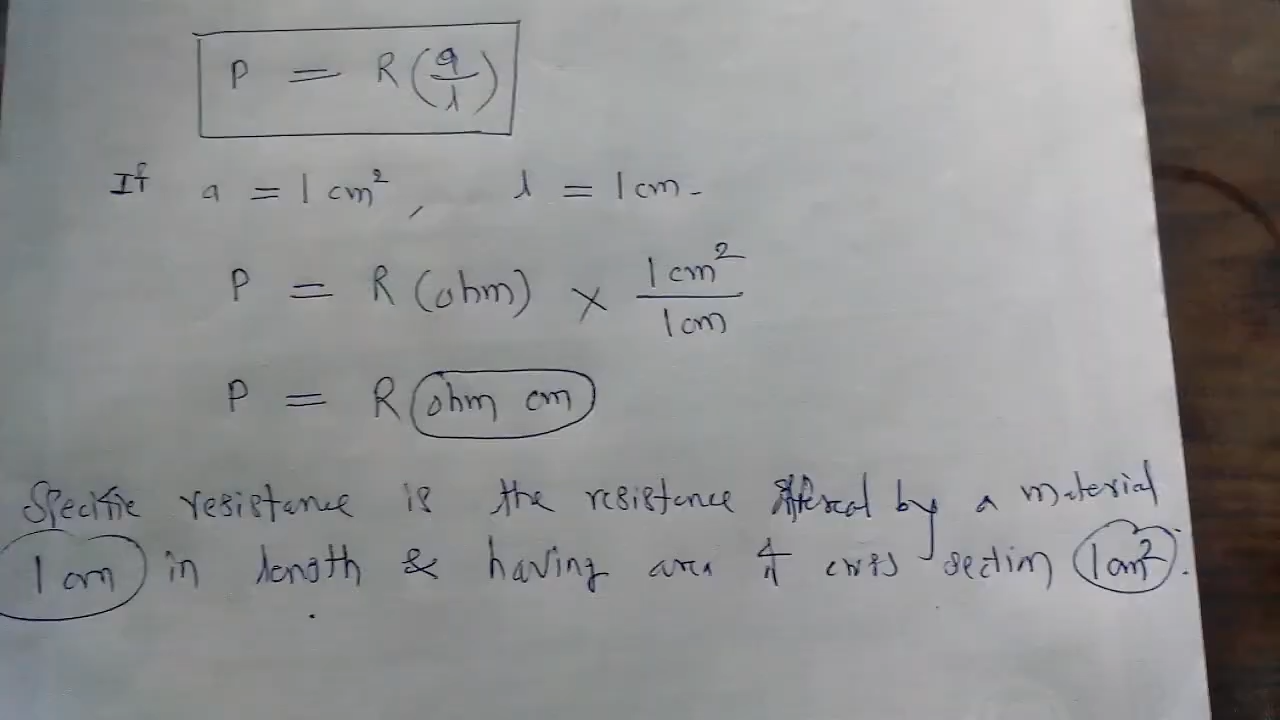 P = R(a/l)
If a = 1 cm², l = 1 cm.
P = R (ohm) × 1 cm² / 1 cm
P = R ohm cm
Specific resistance is the resistance offered by a material
1 cm in length & having area of cross section 1 cm².